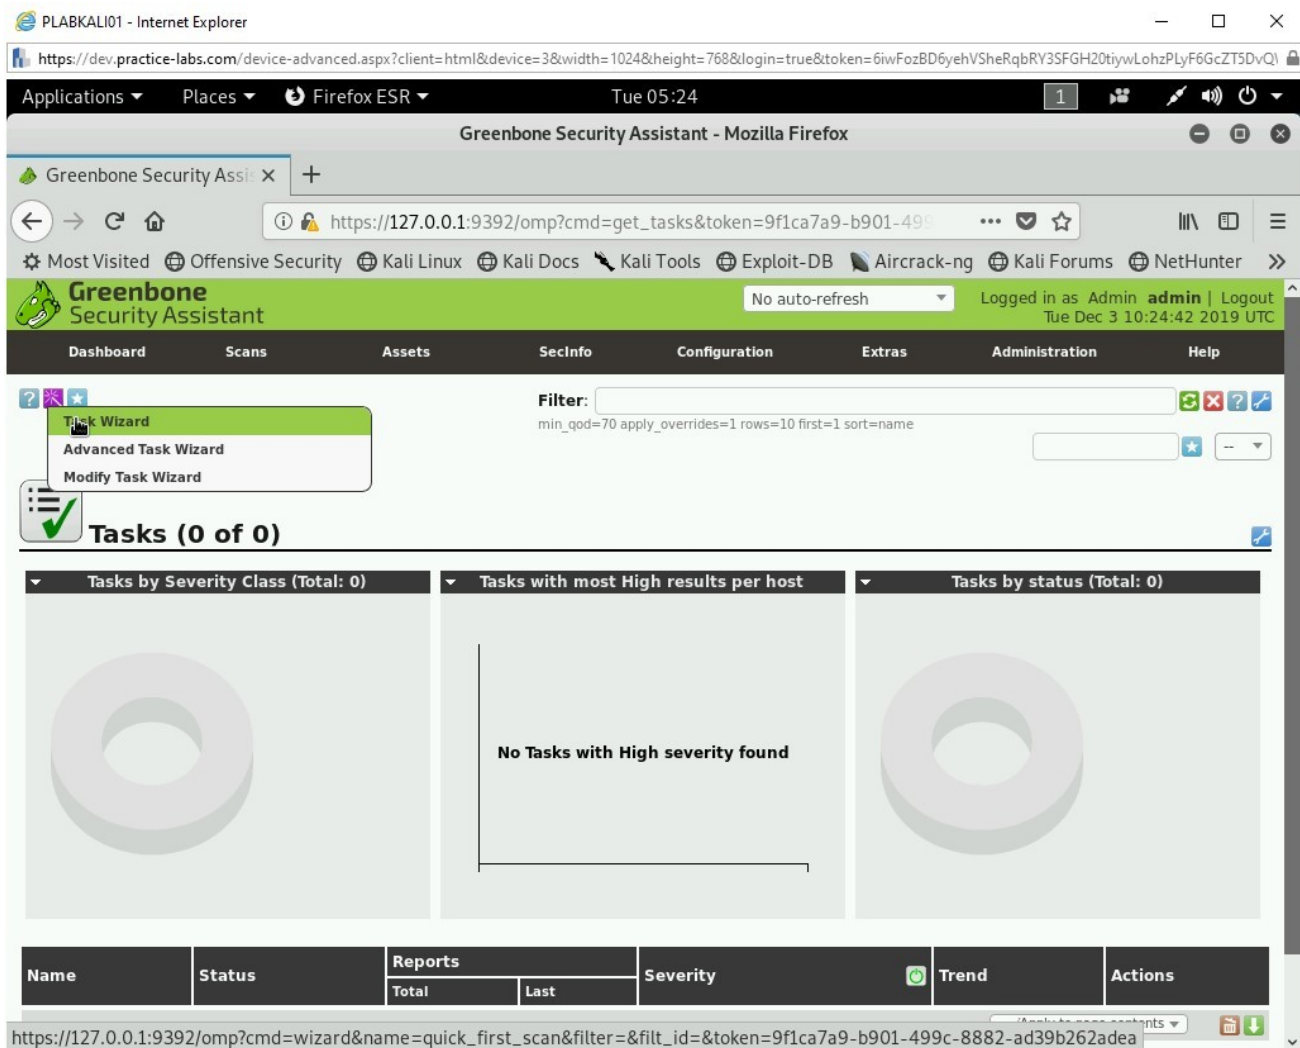 PLABKALI01 - Internet Explorer
https://dev.practice-labs.com/device-advanced.aspx?client=html&device=3&width=1024&height=768&login=true&token=6iwFozBD6yehVSheRqbRY3SFGH20tiywLohzPLyF6GcZT5DvQ\
Applications Places Firefox ESR Tue 05:24 1
Greenbone Security Assistant - Mozilla Firefox
Greenbone Security Assis
https://127.0.0.1:9392/omp?cmd=get_tasks&token=9f1ca7a9-b901-499
Most Visited Offensive Security Kali Linux Kali Docs Kali Tools Exploit-DB Aircrack-ng Kali Forums NetHunter
Greenbone
Security Assistant
No auto-refresh
Logged in as Admin admin | Logout
Tue Dec 3 10:24:42 2019 UTC
Dashboard Scans Assets SecInfo Configuration Extras Administration Help
Filter:
min_qod=70 apply_overrides=1 rows=10 first=1 sort=name
--
Task Wizard
Advanced Task Wizard
Modify Task Wizard
Tasks (0 of 0)
Tasks by Severity Class (Total: 0)
Tasks with most High results per host
Tasks by status (Total: 0)
No Tasks with High severity found
Name Status Reports Severity Trend Actions
Total Last
https://127.0.0.1:9392/omp?cmd=wizard&name=quick_first_scan&filter=&filt_id=&token=9f1ca7a9-b901-499c-8882-ad39b262adea